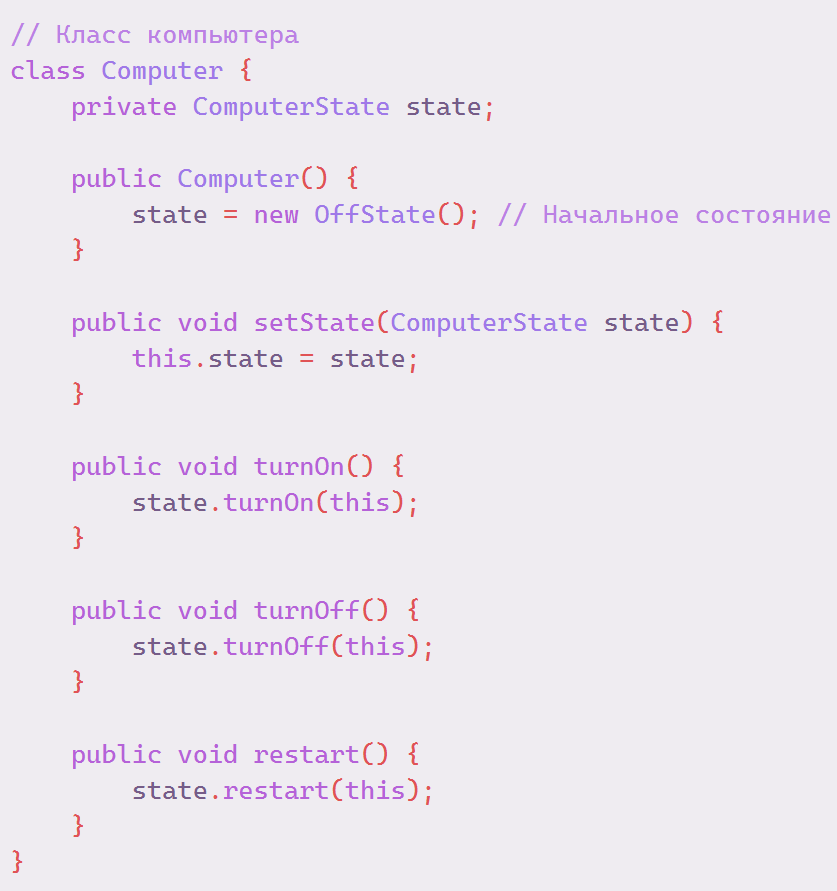 // Класс компьютера
class Computer {
    private ComputerState state;

    public Computer() {
        state = new OffState(); // Начальное состояние
    }

    public void setState(ComputerState state) {
        this.state = state;
    }

    public void turnOn() {
        state.turnOn(this);
    }

    public void turnOff() {
        state.turnOff(this);
    }

    public void restart() {
        state.restart(this);
    }
}